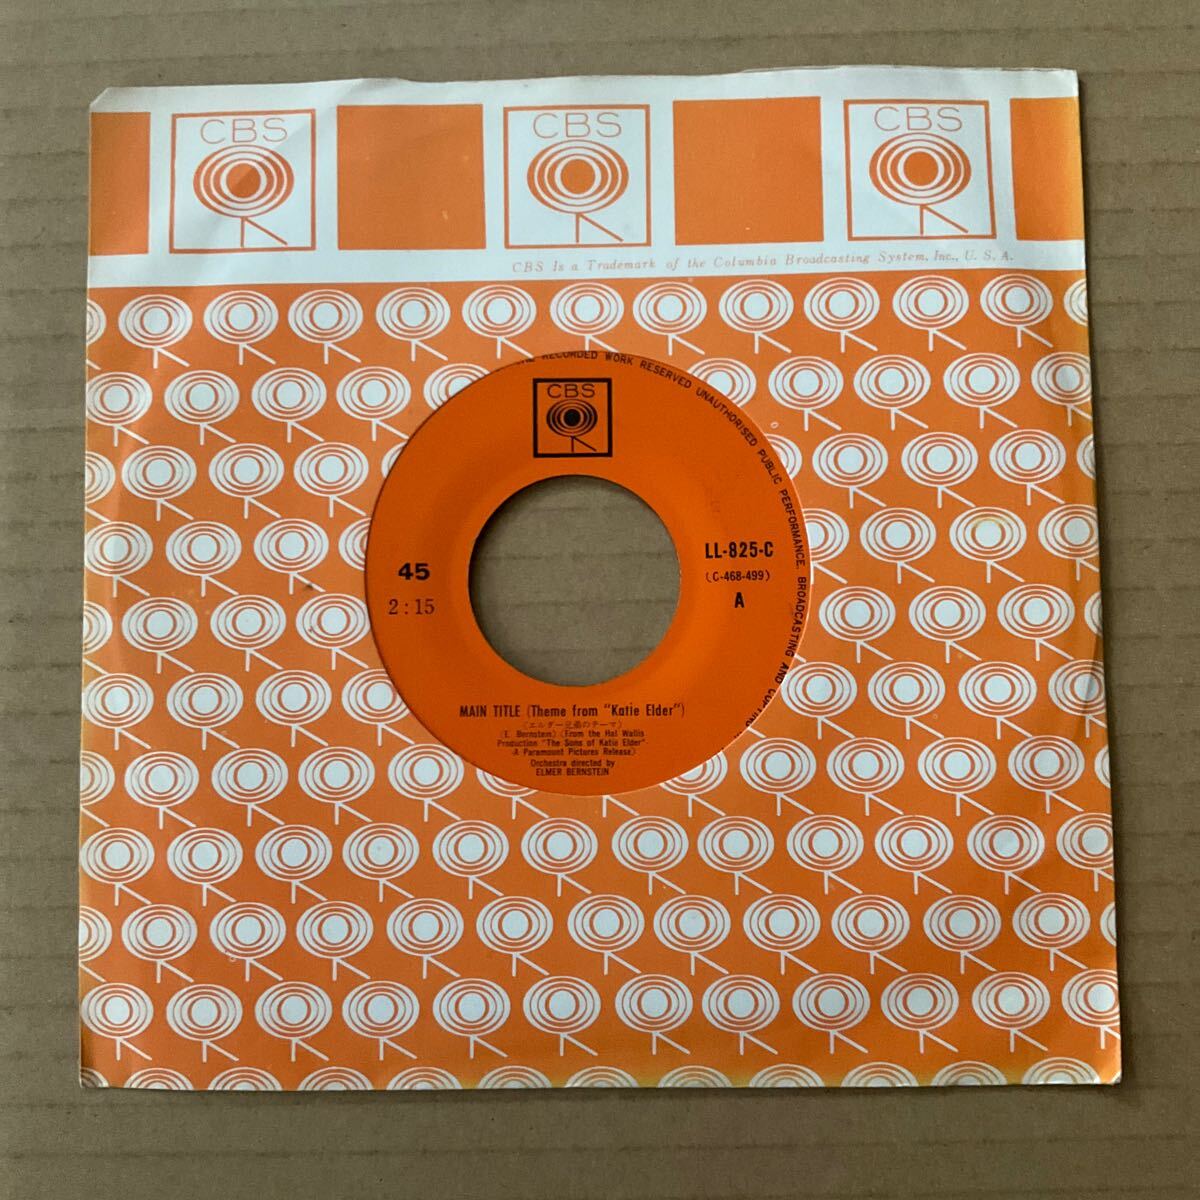 CBS
CBS
CBS
CBS Is a Trademark of the Columbia Broadcasting System, Inc., U. S. A.
RECORDED WORK RESERVED UNAUTHORISED PUBLIC PERFORMANCE, BROADCASTING AND COPYING
CBS
45
2:15
LL-825-C
(C-468-499)
A
MAIN TITLE (Theme from "Katie Elder")
(エルダー兄弟のテーマ)
(E. Bernstein) (From the Hal Wallis
Production "The Sons of Katie Elder"
-A Paramount Pictures Release)
Orchestra directed by
ELMER BERNSTEIN